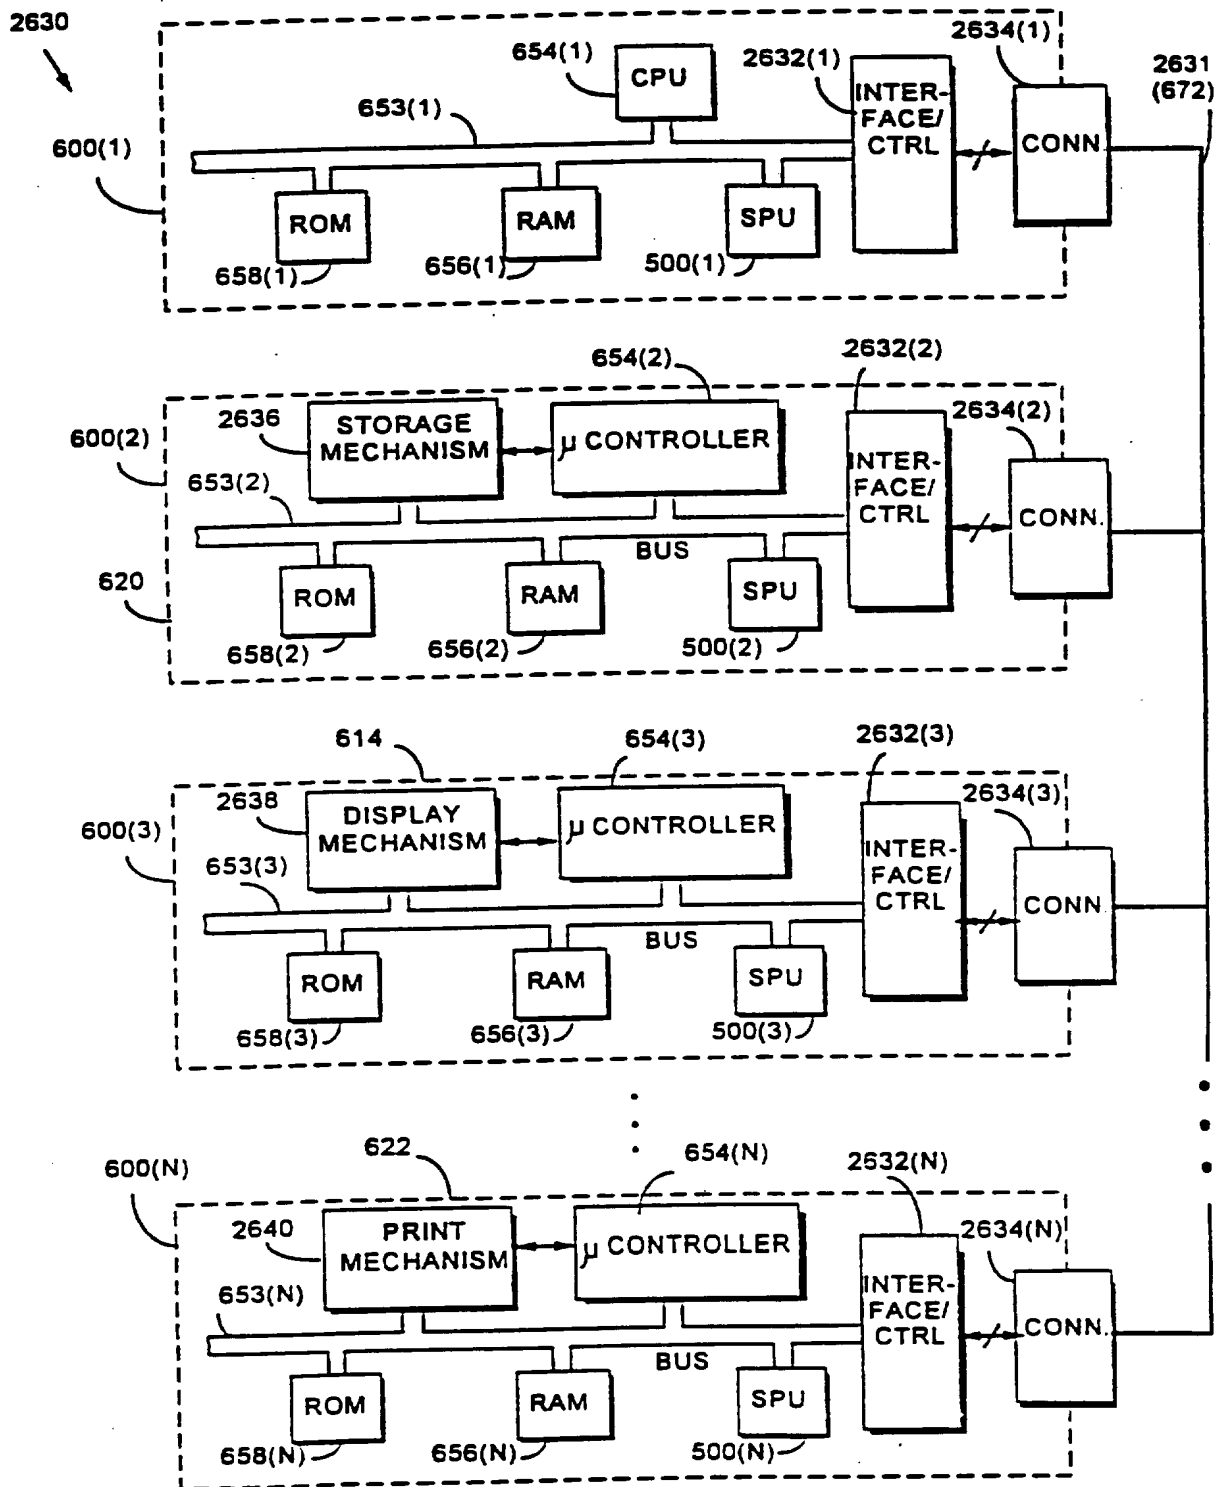 2630
654(1)
2632(1)
2634(1)
2631
(672)
CPU
INTER-
FACE/
CTRL
653(1)
600(1)
CONN.
ROM
RAM
SPU
658(1)
656(1)
500(1)
654(2)
2632(2)
2634(2)
600(2)
2636
STORAGE
MECHANISM
μ CONTROLLER
INTER-
FACE/
CTRL
653(2)
CONN.
BUS
620
ROM
RAM
SPU
658(2)
656(2)
500(2)
614
654(3)
2632(3)
2634(3)
600(3)
2638
DISPLAY
MECHANISM
μ CONTROLLER
INTER-
FACE/
CTRL
653(3)
CONN.
BUS
ROM
RAM
SPU
658(3)
656(3)
500(3)
622
654(N)
2632(N)
600(N)
2634(N)
2640
PRINT
MECHANISM
μ CONTROLLER
INTER-
FACE/
CTRL
653(N)
CONN.
BUS
ROM
RAM
SPU
658(N)
656(N)
500(N)